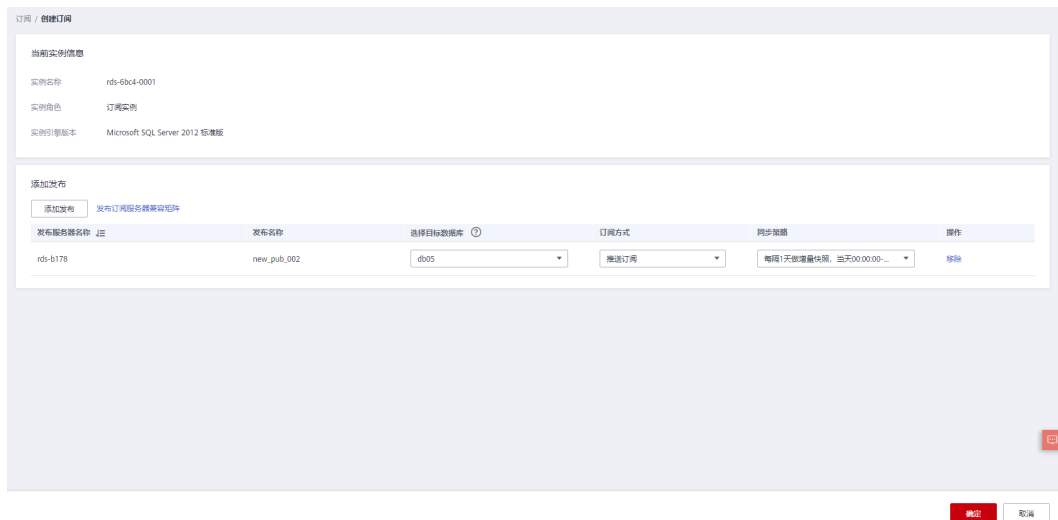 订阅 / 创建订阅
当前实例信息
实例名称 rds-6bc4-0001
实例角色 订阅实例
实例引擎版本 Microsoft SQL Server 2012 标准版
添加发布
添加发布 发布订阅服务器兼容矩阵
发布服务器名称 发布名称 选择目标数据库 ? 订阅方式 同步策略 操作
rds-b178 new_pub_002 db05 推送订阅 每隔1天做增量快照，当天00:00:00-... 移除
确定 取消